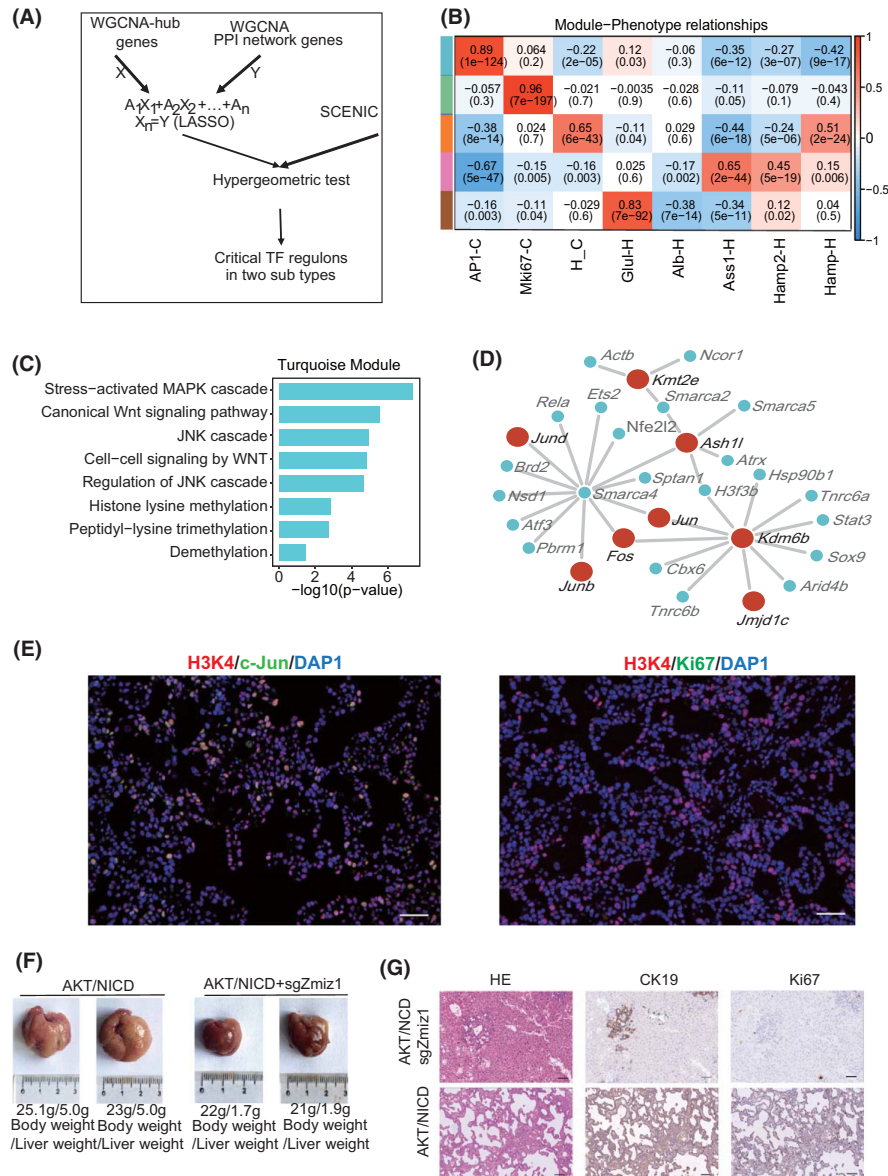 (A)
WGCNA-hub
genes
WGCNA
PPI network genes
X
Y
A1X1+A2X2 +...+An
Xn=Y (LASSO)
SCENIC
Hypergeometric test
Critical TF regulons
in two sub types
(B)
Module−Phenotype relationships
0.89 0.064 −0.22 0.12 −0.06 −0.35 −0.27 −0.42
(1e−124) (0.2) (2e−05) (0.03) (0.3) (6e−12) (3e−07) (9e−17)
−0.057 0.96 −0.021 −0.0035 −0.028 −0.11 −0.079 −0.043
(0.3) (7e−197) (0.7) (0.9) (0.6) (0.05) (0.1) (0.4)
−0.38 0.024 0.65 −0.11 0.029 −0.44 −0.24 0.51
(8e−14) (0.7) (6e−43) (0.04) (0.6) (6e−18) (5e−06) (2e−24)
−0.67 −0.15 −0.16 0.025 −0.17 0.65 0.45 0.15
(5e−47) (0.005) (0.003) (0.6) (0.002) (2e−44) (5e−19) (0.006)
−0.16 −0.11 −0.029 0.83 −0.38 −0.34 0.12 0.04
(0.003) (0.04) (0.6) (7e−92) (7e−14) (5e−11) (0.02) (0.5)
1
0.5
0
−0.5
−1
AP1-C
Mki67-C
H_C
Glul-H
Alb-H
Ass1-H
Hamp2-H
Hamp-H
(C)
Turquoise Module
Stress−activated MAPK cascade
Canonical Wnt signaling pathway
JNK cascade
Cell−cell signaling by WNT
Regulation of JNK cascade
Histone lysine methylation
Peptidyl−lysine trimethylation
Demethylation
0 2 4 6
−log10(p−value)
(D)
Actb
Ncor1
Kmt2e
Ets2
Smarca2
Rela
Smarca5
Nfe2l2
Jund
Ash1l
Atrx
Brd2
Hsp90b1
Sptan1
Nsd1
Smarca4
H3f3b
Tnrc6a
Jun
Stat3
Atf3
Kdm6b
Pbrm1
Fos
Sox9
Cbx6
Junb
Arid4b
Tnrc6b
Jmjd1c
(E)
H3K4/c-Jun/DAP1
H3K4/Ki67/DAP1
(F)
AKT/NICD
AKT/NICD+sgZmiz1
0 1 2 3
0 1 2 3
0 1 2 3
0 1 2 3
25.1g/5.0g 23g/5.0g 22g/1.7g 21g/1.9g
Body weight Body weight Body weight Body weight
/Liver weight /Liver weight /Liver weight /Liver weight
(G)
HE
CK19
Ki67
AKT/NCD
sgZmiz1
AKT/NICD